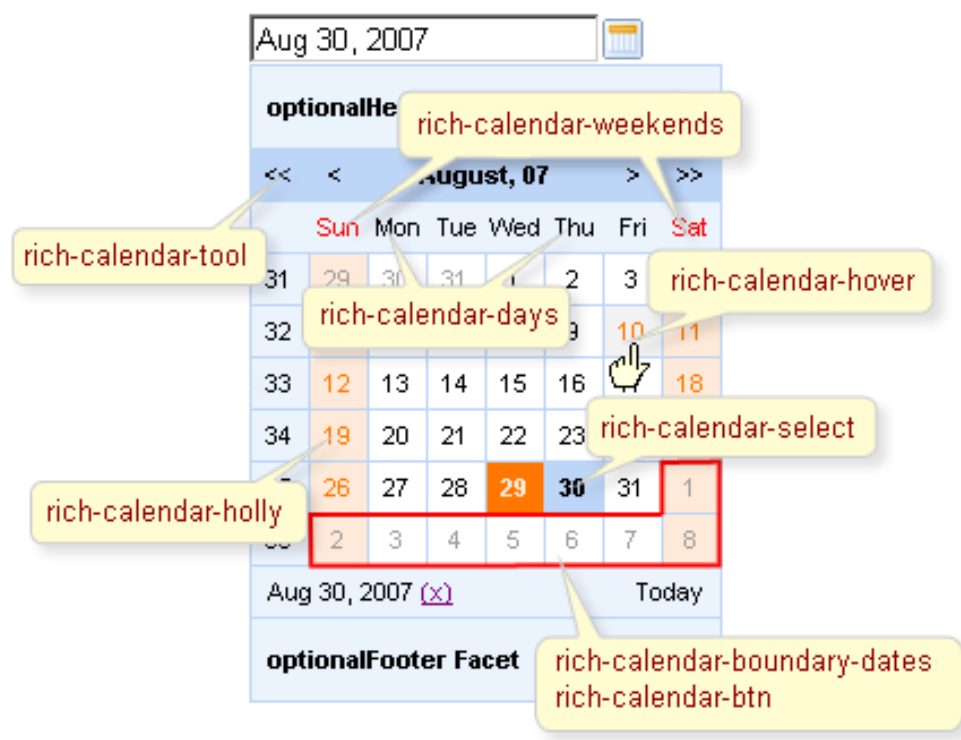 Aug 30, 2007
optionalHe
rich-calendar-weekends
<< < August, 07 > >>
Sun Mon Tue Wed Thu Fri Sat
rich-calendar-tool
31 29 30 31 1 2 3
rich-calendar-hover
rich-calendar-days
32 9 10 11
33 12 13 14 15 16 18
34 19 20 21 22 23
rich-calendar-select
26 27 28 29 30 31 1
rich-calendar-holly
2 3 4 5 6 7 8
Aug 30, 2007 (x) Today
optionalFooter Facet
rich-calendar-boundary-dates
rich-calendar-btn